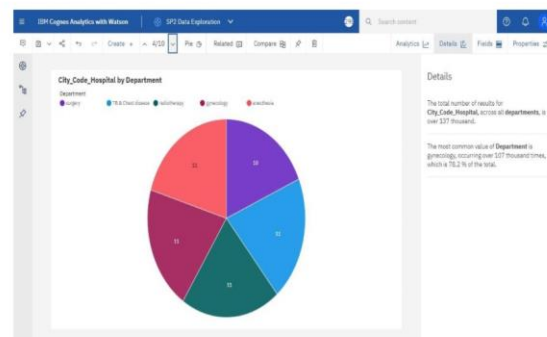 IBM Cognos Analytics with Watson
SP2 Data Exploration
Search content
Create +
4/10
Pie
Related
Compare
Analytics
Details
Fields
Properties
City_Code_Hospital by Department
Department
surgery
TB & Chest disease
radiotherapy
gynecology
anesthesia
Details
The total number of results for
City_Code_Hospital, across all departments, is
over 137 thousand.
The most common value of Department is
gynecology, occurring over 107 thousand times,
which is 78.2 % of the total.